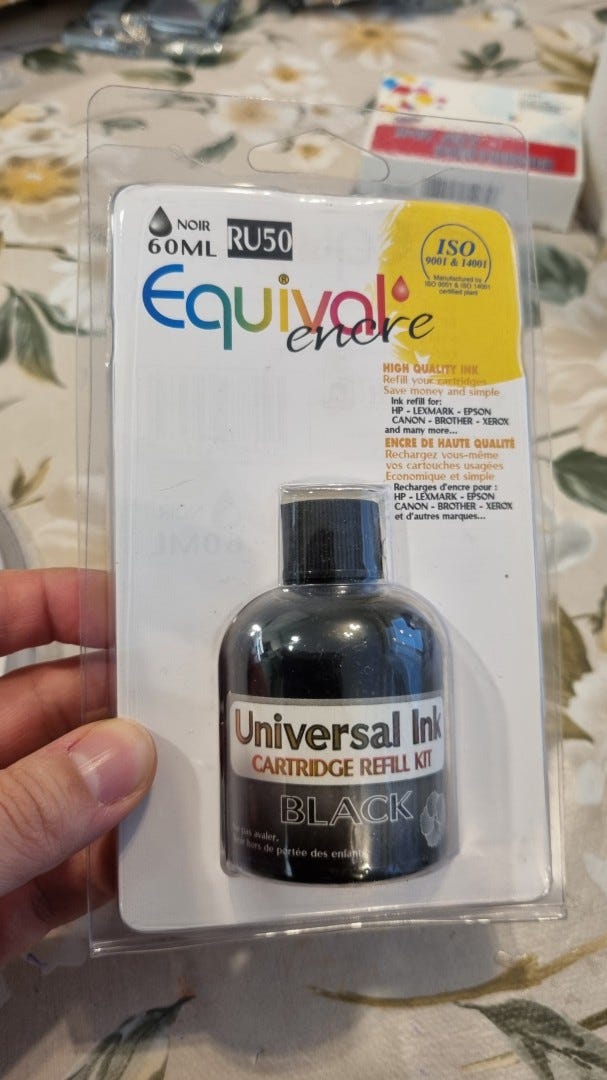 NOIR
60ML
RU50
ISO
9001 & 14001
Manufactured by
ISO 9001 & ISO 14001
certified plant
Equival®
encre
HIGH QUALITY INK
Refill your cartridges
Save money and simple
Ink refill for:
HP - LEXMARK - EPSON
CANON - BROTHER - XEROX
and many more...
ENCRE DE HAUTE QUALITÉ
Rechargez vous-même
vos cartouches usagées
Economique et simple
Recharges d'encre pour :
HP - LEXMARK - EPSON
CANON - BROTHER - XEROX
et d'autres marques...
Universal Ink
CARTRIDGE REFILL KIT
BLACK
pas avaler.
hors de portée des enfants